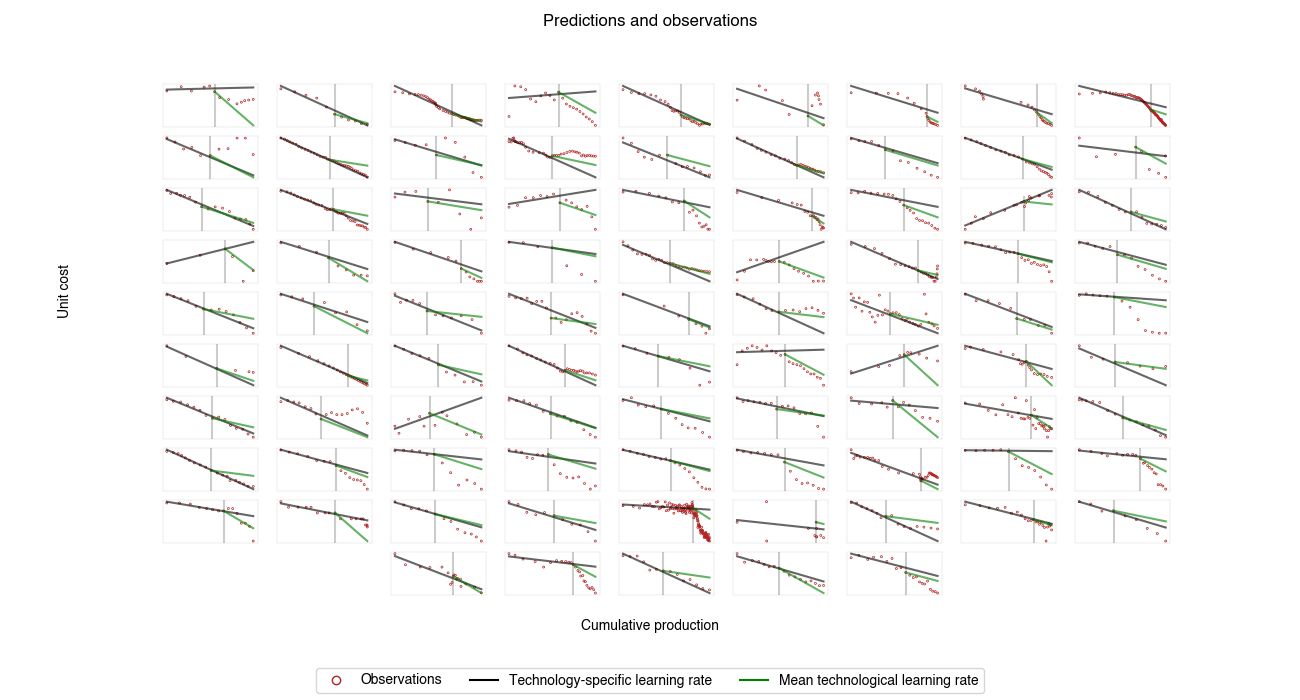 Predictions and observations
Unit cost
Cumulative production
Observations
Technology-specific learning rate
Mean technological learning rate